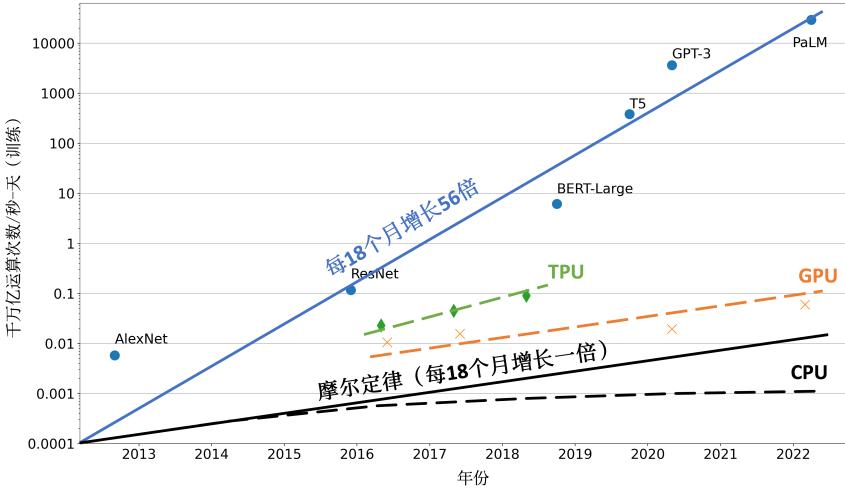 千万亿运算次数/秒-天（训练）
10000
1000
100
10
1
0.1
0.01
0.001
0.0001
PaLM
GPT-3
T5
BERT-Large
每18个月增长56倍
ResNet
TPU
GPU
AlexNet
摩尔定律（每18个月增长一倍）
CPU
2013 2014 2015 2016 2017 2018 2019 2020 2021 2022
年份